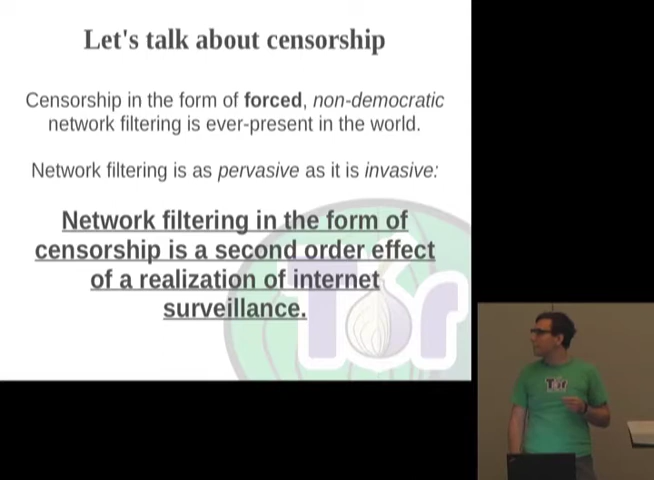 Let's talk about censorship
Censorship in the form of forced, non-democratic
network filtering is ever-present in the world.
Network filtering is as pervasive as it is invasive:
Network filtering in the form of
censorship is a second order effect
of a realization of internet
surveillance.
Tor
Tor